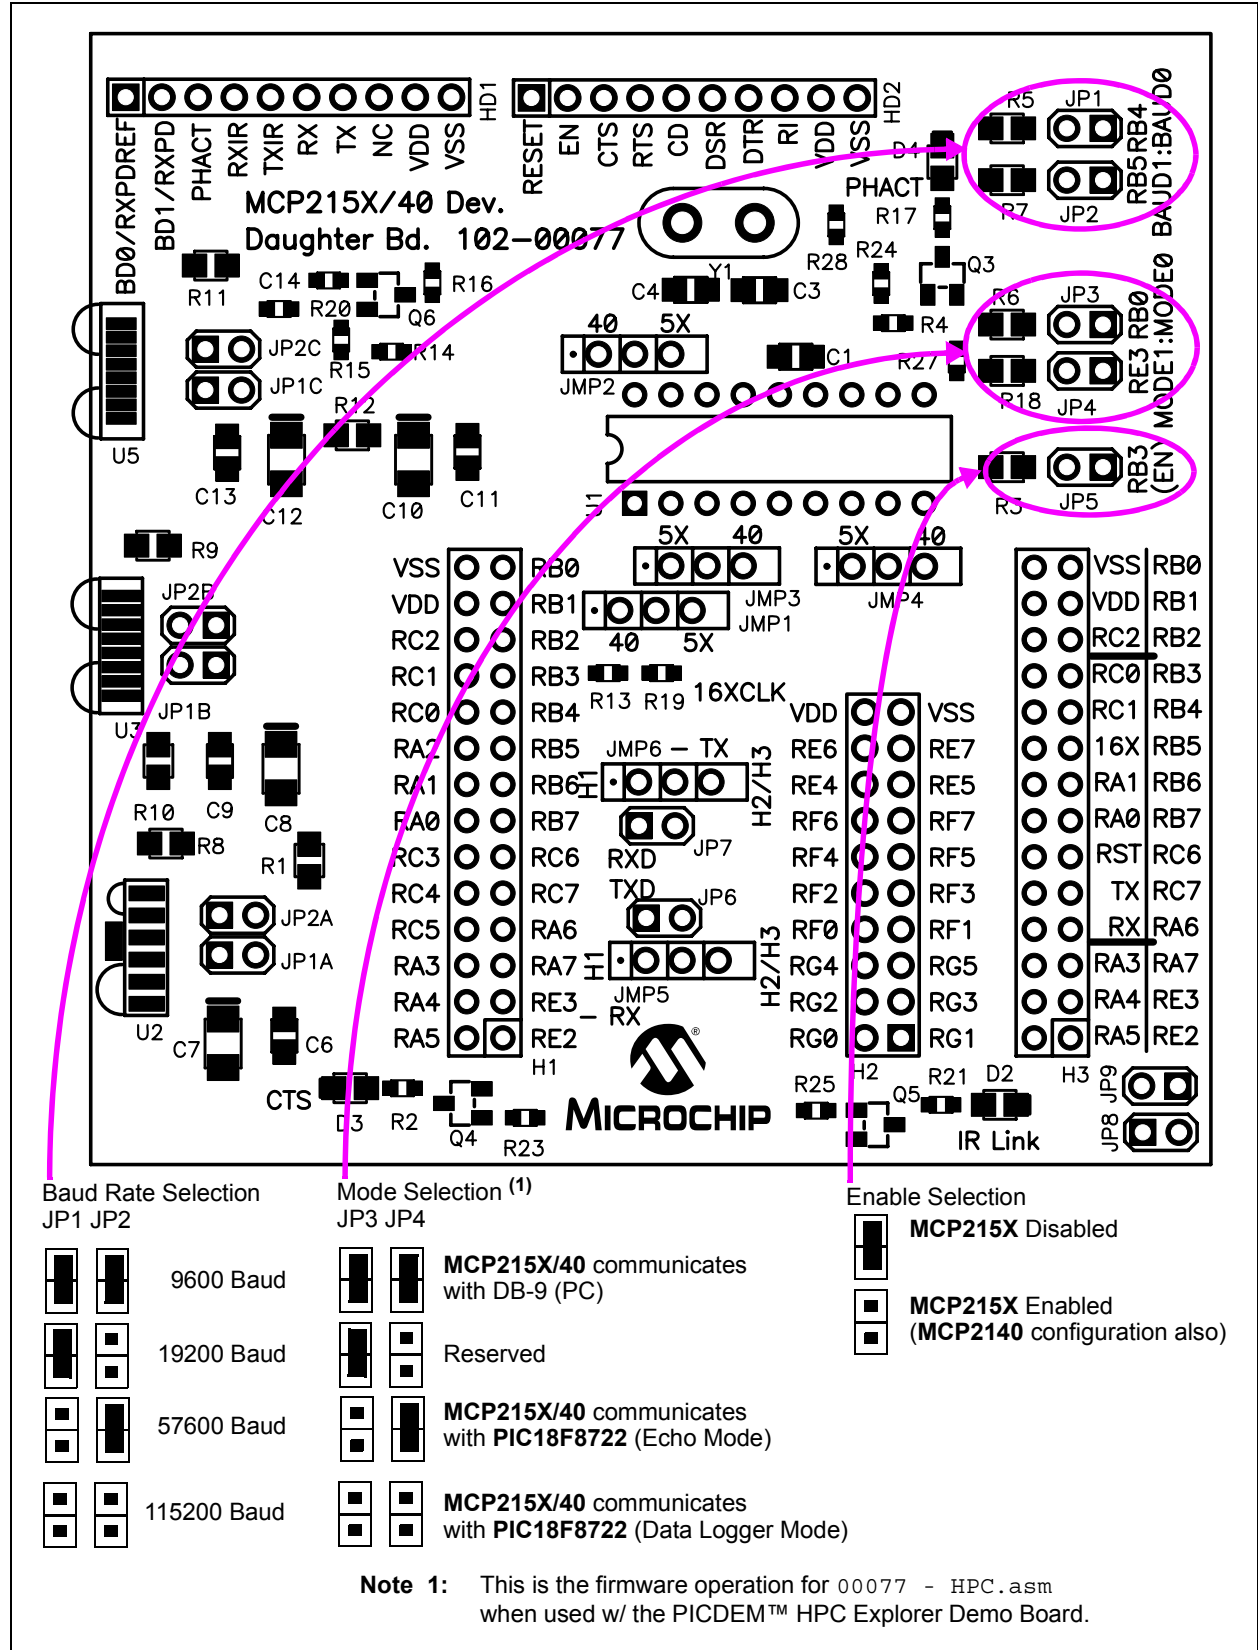 HD1
HD2
BD0/RXPDREF
BD1/RXPD
PHACT
RXIR
TXIR
RX
TX
NC
VDD
VSS
RESET
EN
CTS
RTS
CD
DSR
DTR
RI
VDD
VSS
D4
PHACT
R5 JP1
R7 JP2
RB5 RB4
BAUD1:BAUD0
MCP215X/40 Dev.
Daughter Bd. 102-00077
R11
C14
R20
Q6
R16
R15
R14
JP2C
JP1C
R12
U5
C13
C12
C10
C11
Y1
C4
C3
R28
R24
R17
Q3
R4
R27
C1
40 5X
JMP2
R6 JP3
R18 JP4
RE3 RB0
MODE1:MODE0
R3 JP5
RB3
(EN)
U1
R9
JP2B
JP1B
U3
R10
C9
C8
R8
R1
JP2A
JP1A
U2
C7
C6
5X 40
JMP3
5X 40
JMP4
JMP1
40 5X
R13 R19 16XCLK
VSS RB0
VDD RB1
RC2 RB2
RC1 RB3
RC0 RB4
RA2 RB5
RA1 RB6
RA0 RB7
RC3 RC6
RC4 RC7
RC5 RA6
RA3 RA7
RA4 RE3
RA5 RE2
H1
JMP6 - TX
H1
H2/H3
JP7
RXD
TXD
JP6
H1
H2/H3
JMP5
- RX
VDD VSS
RE6 RE7
RE4 RE5
RF6 RF7
RF4 RF5
RF2 RF3
RF0 RF1
RG4 RG5
RG2 RG3
RG0 RG1
H2
VSS RB0
VDD RB1
RC2 RB2
RC0 RB3
RC1 RB4
16X RB5
RA1 RB6
RA0 RB7
RST RC6
TX RC7
RX RA6
RA3 RA7
RA4 RE3
RA5 RE2
H3
CTS
D3
R2
Q4
R23
®
MICROCHIP
R25
Q5
R21
D2
IR Link
JP9
JP8
Baud Rate Selection
JP1 JP2
9600 Baud
19200 Baud
57600 Baud
115200 Baud
Mode Selection (1)
JP3 JP4
MCP215X/40 communicates
with DB-9 (PC)
Reserved
MCP215X/40 communicates
with PIC18F8722 (Echo Mode)
MCP215X/40 communicates
with PIC18F8722 (Data Logger Mode)
Enable Selection
MCP215X Disabled
MCP215X Enabled
(MCP2140 configuration also)
Note 1: This is the firmware operation for 00077 - HPC.asm
when used w/ the PICDEM™ HPC Explorer Demo Board.